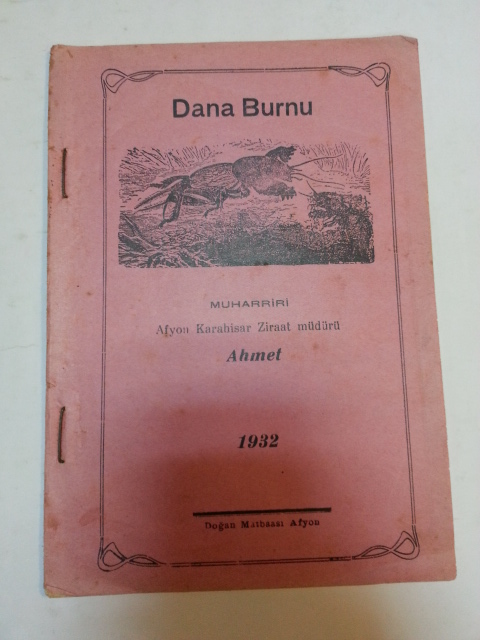 Dana Burnu
MUHARRİRİ
Afyon Karahisar Ziraat müdürü
Ahmet
1932
Doğan Matbaası Afyon